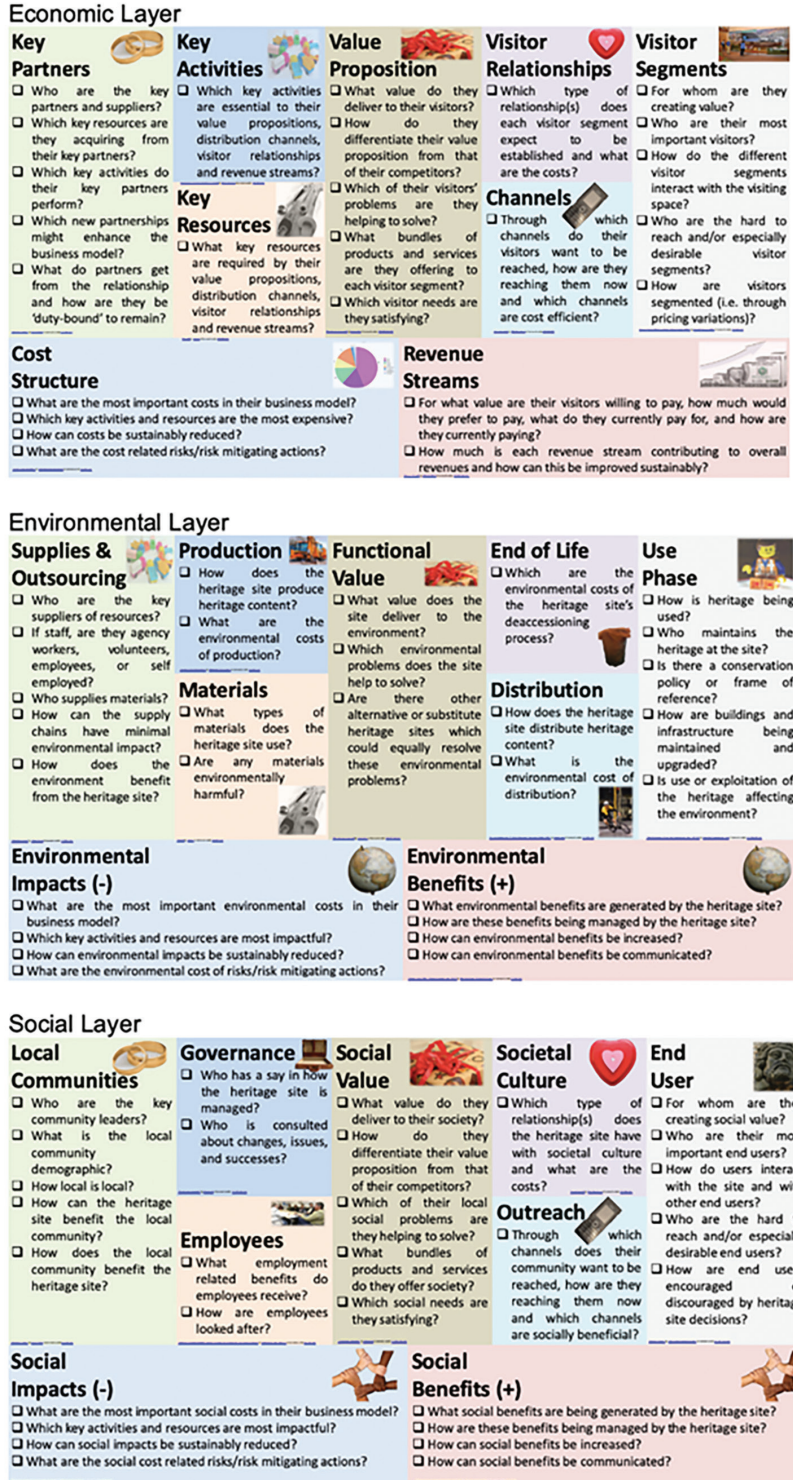 Economic Layer
Key
Partners
❑ Who are the key
partners and suppliers?
❑ Which key resources are
they acquiring from
their key partners?
❑ Which key activities do
their key partners
perform?
❑ Which new partnerships
might enhance the
business model?
❑ What do partners get
from the relationship
and how are they be
'duty-bound' to remain?
Key
Activities
❑ Which key activities
are essential to their
value propositions,
distribution channels,
visitor relationships
and revenue streams?
Key
Resources
❑ What key resources
are required by their
value propositions,
distribution channels,
visitor relationships
and revenue streams?
Value
Proposition
❑ What value do they
deliver to their visitors?
❑ How do they
differentiate their value
proposition from that
of their competitors?
❑ Which of their visitors'
problems are they
helping to solve?
❑ What bundles of
products and services
are they offering to
each visitor segment?
❑ Which visitor needs are
they satisfying?
Visitor
Relationships
❑ Which type of
relationship(s) does
each visitor segment
expect to be
established and what
are the costs?
Channels
❑ Through which
channels do their
visitors want to be
reached, how are they
reaching them now
and which channels
are cost efficient?
Visitor
Segments
❑ For whom are they
creating value?
❑ Who are their most
important visitors?
❑ How do the different
visitor segments
interact with the visiting
space?
❑ Who are the hard to
reach and/or especially
desirable visitor
segments?
❑ How are visitors
segmented (i.e. through
pricing variations)?
Cost
Structure
❑ What are the most important costs in their business model?
❑ Which key activities and resources are the most expensive?
❑ How can costs be sustainably reduced?
❑ What are the cost related risks/risk mitigating actions?
Revenue
Streams
❑ For what value are their visitors willing to pay, how much would
they prefer to pay, what do they currently pay for, and how are
they currently paying?
❑ How much is each revenue stream contributing to overall
revenues and how can this be improved sustainably?
Environmental Layer
Supplies &
Outsourcing
❑ Who are the key
suppliers of resources?
❑ If staff, are they agency
workers, volunteers,
employees, or self
employed?
❑ Who supplies materials?
❑ How can the supply
chains have minimal
environmental impact?
❑ How does the
environment benefit
from the heritage site?
Production
❑ How does the
heritage site produce
heritage content?
❑ What are the
environmental costs
of production?
Materials
❑ What types of
materials does the
heritage site use?
❑ Are any materials
environmentally
harmful?
Functional
Value
❑ What value does the
site deliver to the
environment?
❑ Which environmental
problems does the site
help to solve?
❑ Are there other
alternative or substitute
heritage sites which
could equally resolve
these environmental
problems?
End of Life
❑ Which are the
environmental costs of
the heritage site's
deaccessioning
process?
Distribution
❑ How does the heritage
site distribute heritage
content?
❑ What is the
environmental cost of
distribution?
Use
Phase
❑ How is heritage being
used?
❑ Who maintains the
heritage at the site?
❑ Is there a conservation
policy or frame of
reference?
❑ How are buildings and
infrastructure being
maintained and
upgraded?
❑ Is use or exploitation of
the heritage affecting
the environment?
Environmental
Impacts (-)
❑ What are the most important environmental costs in their
business model?
❑ Which key activities and resources are most impactful?
❑ How can environmental impacts be sustainably reduced?
❑ What are the environmental cost of risks/risk mitigating actions?
Environmental
Benefits (+)
❑ What environmental benefits are generated by the heritage site?
❑ How are these benefits being managed by the heritage site?
❑ How can environmental benefits be increased?
❑ How can environmental benefits be communicated?
Social Layer
Local
Communities
❑ Who are the key
community leaders?
❑ What is the local
community
demographic?
❑ How local is local?
❑ How can the heritage
site benefit the local
community?
❑ How does the local
community benefit the
heritage site?
Governance
❑ Who has a say in how
the heritage site is
managed?
❑ Who is consulted
about changes, issues,
and successes?
Employees
❑ What employment
related benefits do
employees receive?
❑ How are employees
looked after?
Social
Value
❑ What value do they
deliver to their society?
❑ How do they
differentiate their value
proposition from that
of their competitors?
❑ Which of their local
social problems are
they helping to solve?
❑ What bundles of
products and services
do they offer society?
❑ Which social needs are
they satisfying?
Societal
Culture
❑ Which type of
relationship(s) does
the heritage site have
with societal culture
and what are the
costs?
Outreach
❑ Through which
channels does their
community want to be
reached, how are they
reaching them now
and which channels
are socially beneficial?
End
User
❑ For whom are the
creating social value?
❑ Who are their mo
important end users?
❑ How do users intera
with the site and wi
other end users?
❑ Who are the hard
reach and/or especial
desirable end users?
❑ How are end use
encouraged
discouraged by heritag
site decisions?
Social
Impacts (-)
❑ What are the most important social costs in their business model?
❑ Which key activities and resources are most impactful?
❑ How can social impacts be sustainably reduced?
❑ What are the social cost related risks/risk mitigating actions?
Social
Benefits (+)
❑ What social benefits are being generated by the heritage site?
❑ How are these benefits being managed by the heritage site?
❑ How can social benefits be increased?
❑ How can social benefits be communicated?